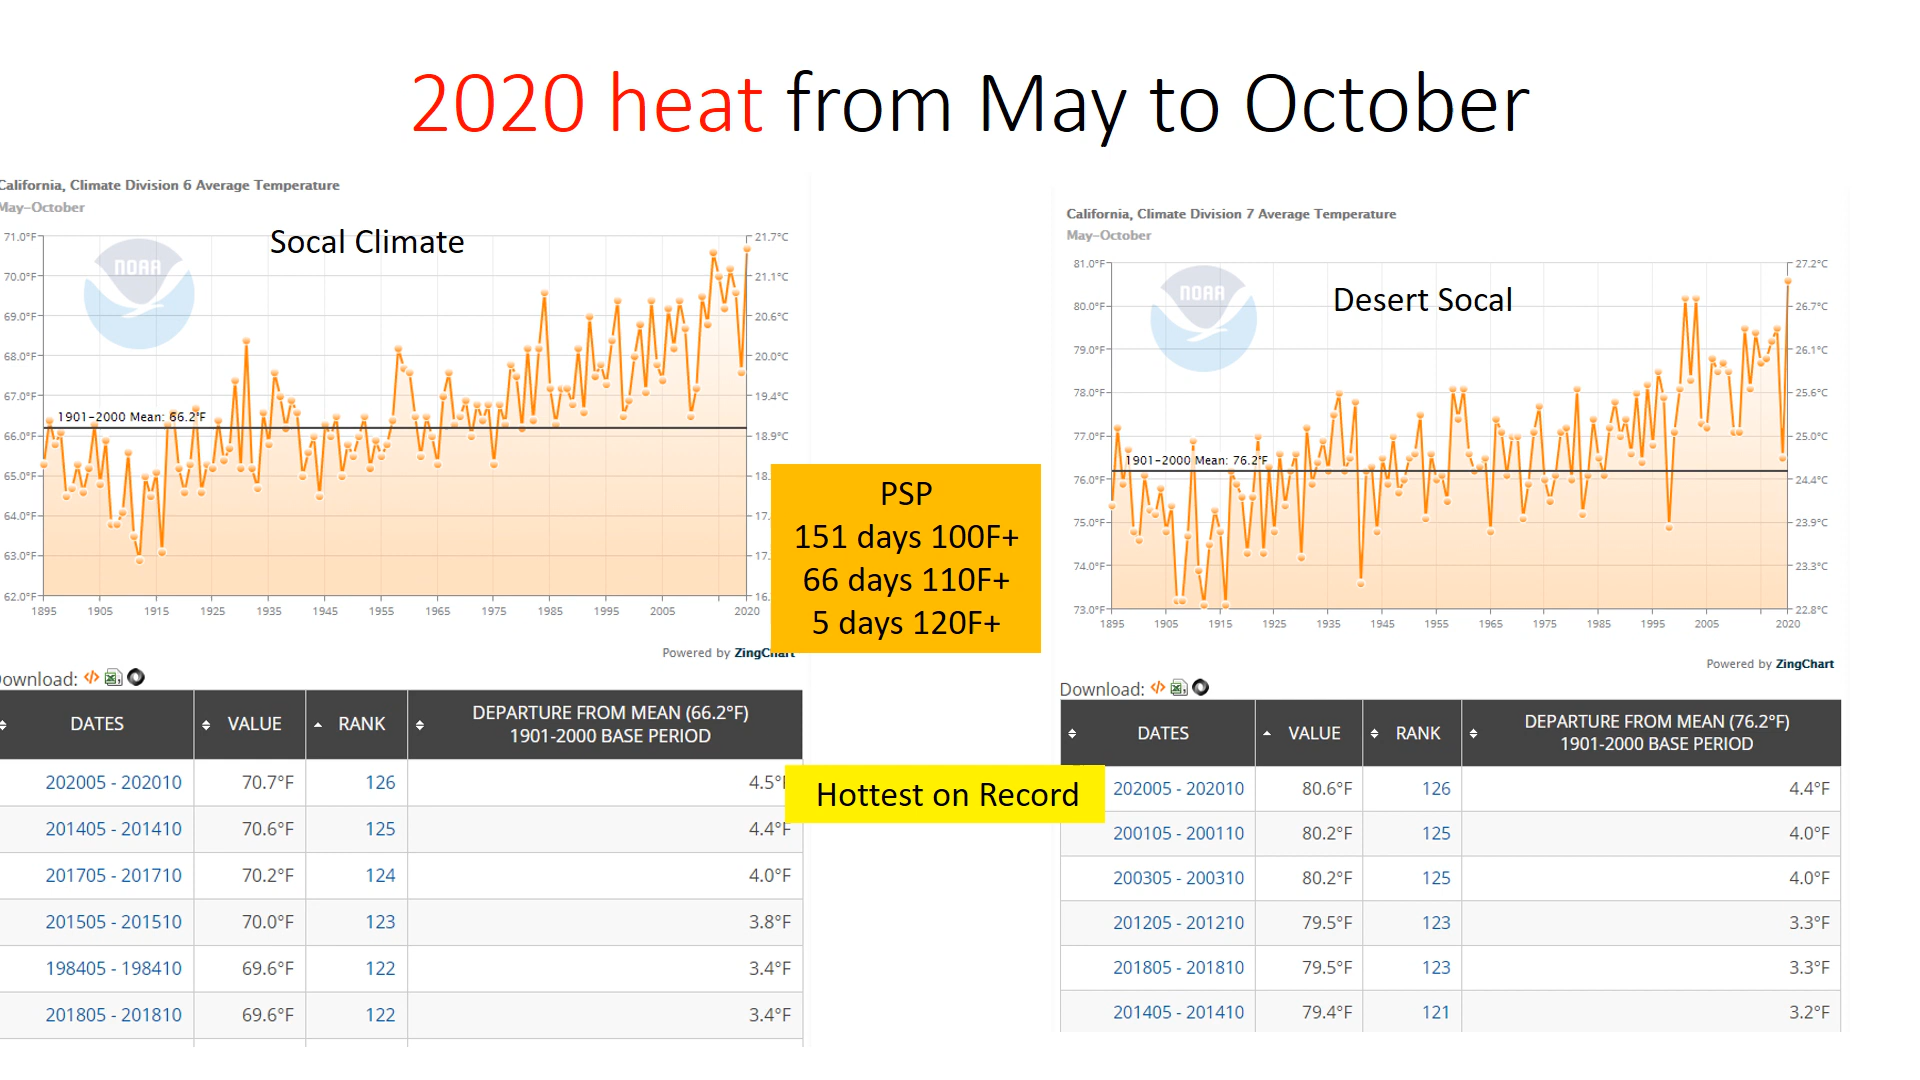 2020 heat from May to October
California, Climate Division 6 Average Temperature
May–October
Socal Climate
NOAA
71.0°F
70.0°F
69.0°F
68.0°F
67.0°F
66.0°F
65.0°F
64.0°F
63.0°F
62.0°F
1901-2000 Mean: 66.2°F
21.7°C
21.1°C
20.6°C
20.0°C
19.4°C
18.9°C
18.
17.
17.
16.
1895 1905 1915 1925 1935 1945 1955 1965 1975 1985 1995 2005 2020
Powered by ZingChart
ownload:
DATES VALUE RANK DEPARTURE FROM MEAN (66.2°F)
1901-2000 BASE PERIOD
202005 - 202010 70.7°F 126 4.5°F
201405 - 201410 70.6°F 125 4.4°F
201705 - 201710 70.2°F 124 4.0°F
201505 - 201510 70.0°F 123 3.8°F
198405 - 198410 69.6°F 122 3.4°F
201805 - 201810 69.6°F 122 3.4°F
PSP
151 days 100F+
66 days 110F+
5 days 120F+
Hottest on Record
California, Climate Division 7 Average Temperature
May–October
Desert Socal
NOAA
81.0°F
80.0°F
79.0°F
78.0°F
77.0°F
76.0°F
75.0°F
74.0°F
73.0°F
1901-2000 Mean: 76.2°F
27.2°C
26.7°C
26.1°C
25.6°C
25.0°C
24.4°C
23.9°C
23.3°C
22.8°C
1895 1905 1915 1925 1935 1945 1955 1965 1975 1985 1995 2005 2020
Powered by ZingChart
Download:
DATES VALUE RANK DEPARTURE FROM MEAN (76.2°F)
1901-2000 BASE PERIOD
202005 - 202010 80.6°F 126 4.4°F
200105 - 200110 80.2°F 125 4.0°F
200305 - 200310 80.2°F 125 4.0°F
201205 - 201210 79.5°F 123 3.3°F
201805 - 201810 79.5°F 123 3.3°F
201405 - 201410 79.4°F 121 3.2°F